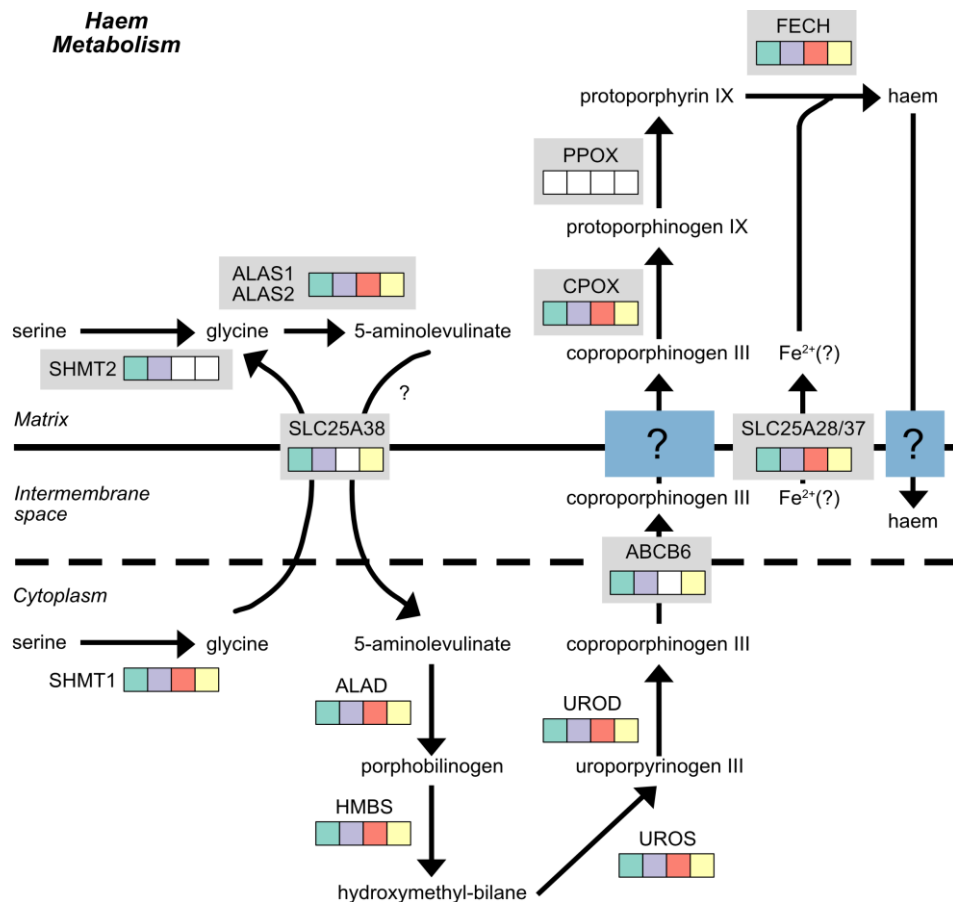 Haem
Metabolism
FECH
protoporphyrin IX
haem
PPOX
protoporphinogen IX
ALAS1
ALAS2
CPOX
serine
glycine
5-aminolevulinate
coproporphinogen III
Fe²⁺(?)
SHMT2
?
Matrix
SLC25A38
?
SLC25A28/37
?
Intermembrane
space
coproporphinogen III
Fe²⁺(?)
haem
ABCB6
Cytoplasm
serine
glycine
5-aminolevulinate
coproporphinogen III
SHMT1
ALAD
UROD
porphobilinogen
uroporpyrinogen III
HMBS
UROS
hydroxymethyl-bilane